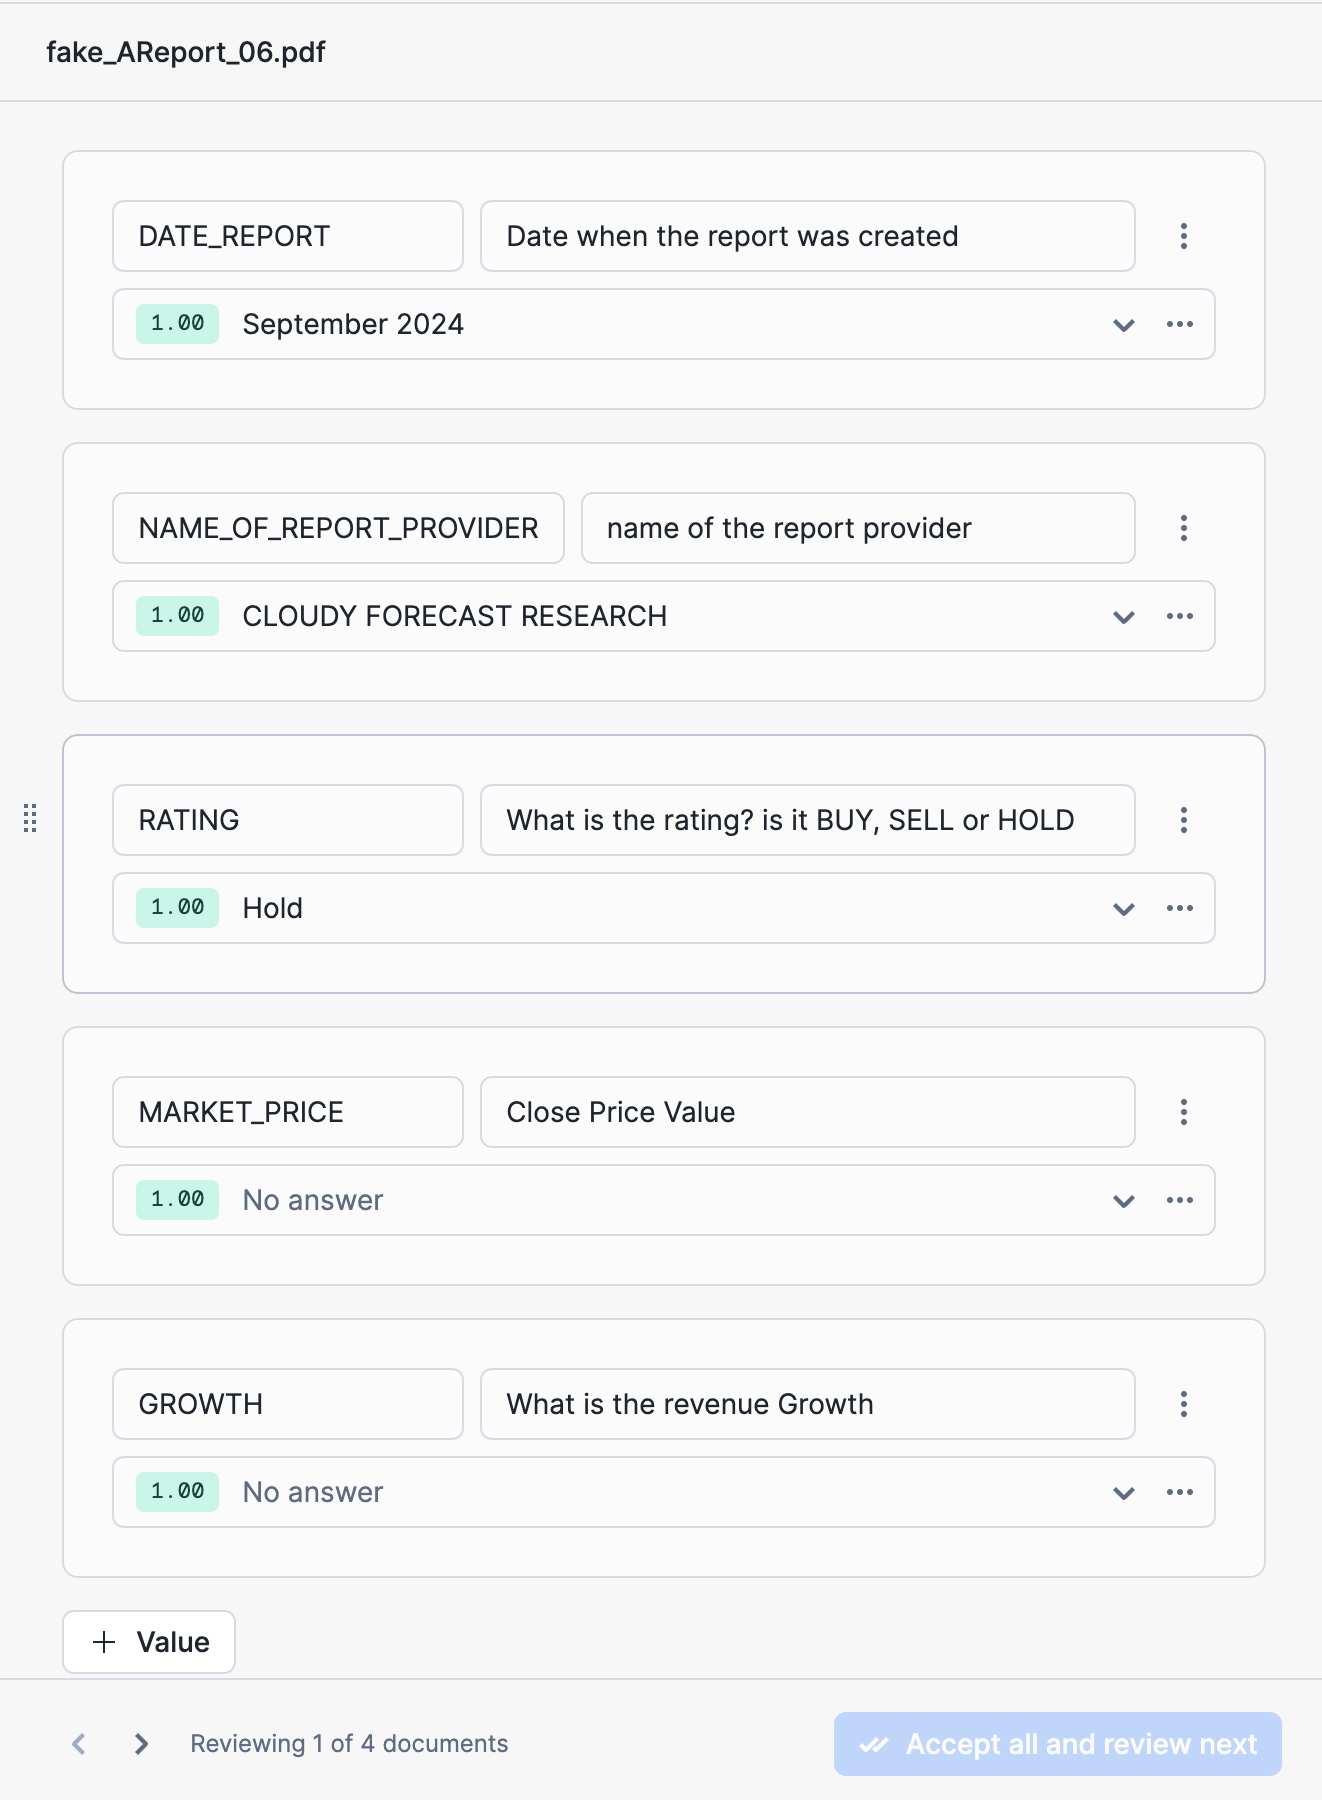 fake_AReport_06.pdf
DATE_REPORT Date when the report was created
1.00 September 2024
NAME_OF_REPORT_PROVIDER name of the report provider
1.00 CLOUDY FORECAST RESEARCH
RATING What is the rating? is it BUY, SELL or HOLD
1.00 Hold
MARKET_PRICE Close Price Value
1.00 No answer
GROWTH What is the revenue Growth
1.00 No answer
Value
Reviewing 1 of 4 documents Accept all and review next